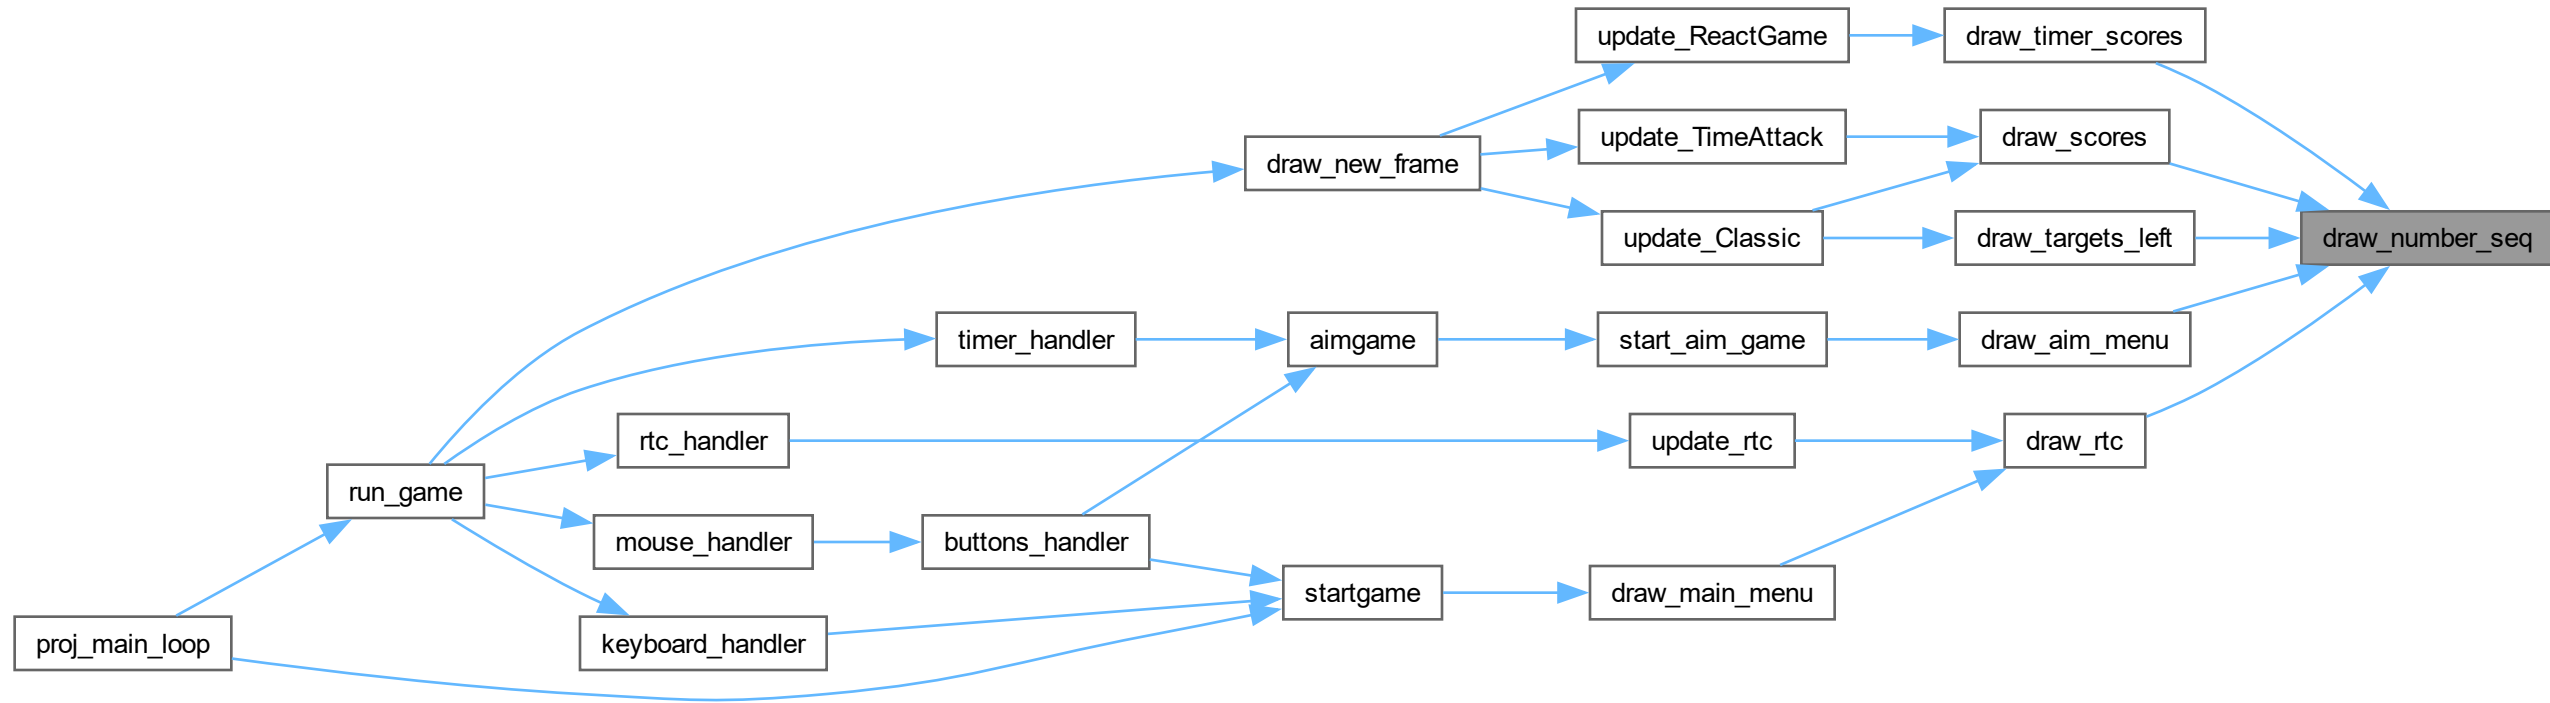 update_ReactGame
draw_timer_scores
update_TimeAttack
draw_scores
draw_new_frame
update_Classic
draw_targets_left
draw_number_seq
timer_handler
aimgame
start_aim_game
draw_aim_menu
rtc_handler
update_rtc
draw_rtc
run_game
mouse_handler
buttons_handler
startgame
draw_main_menu
proj_main_loop
keyboard_handler